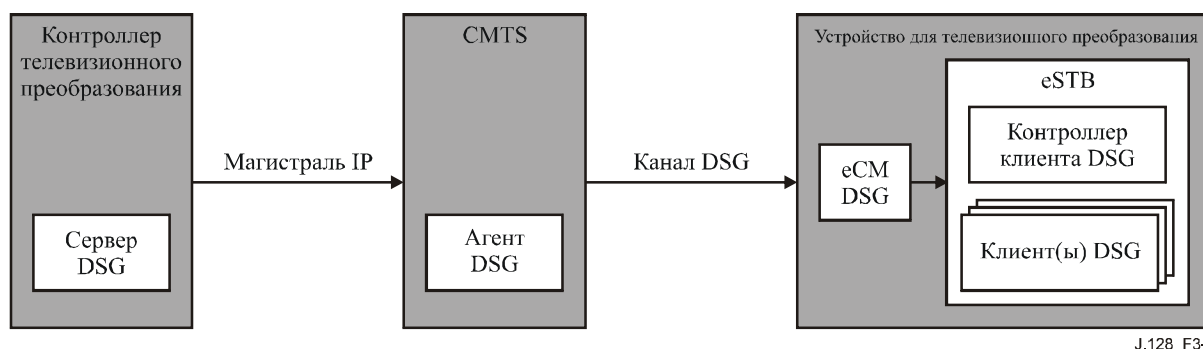 Контроллер
телевизионного
преобразования
Сервер
DSG
Магистраль IP
CMTS
Агент
DSG
Канал DSG
Устройство для телевизионного преобразования
eCM
DSG
eSTB
Контроллер
клиента DSG
Клиент(ы) DSG
J.128_F3-